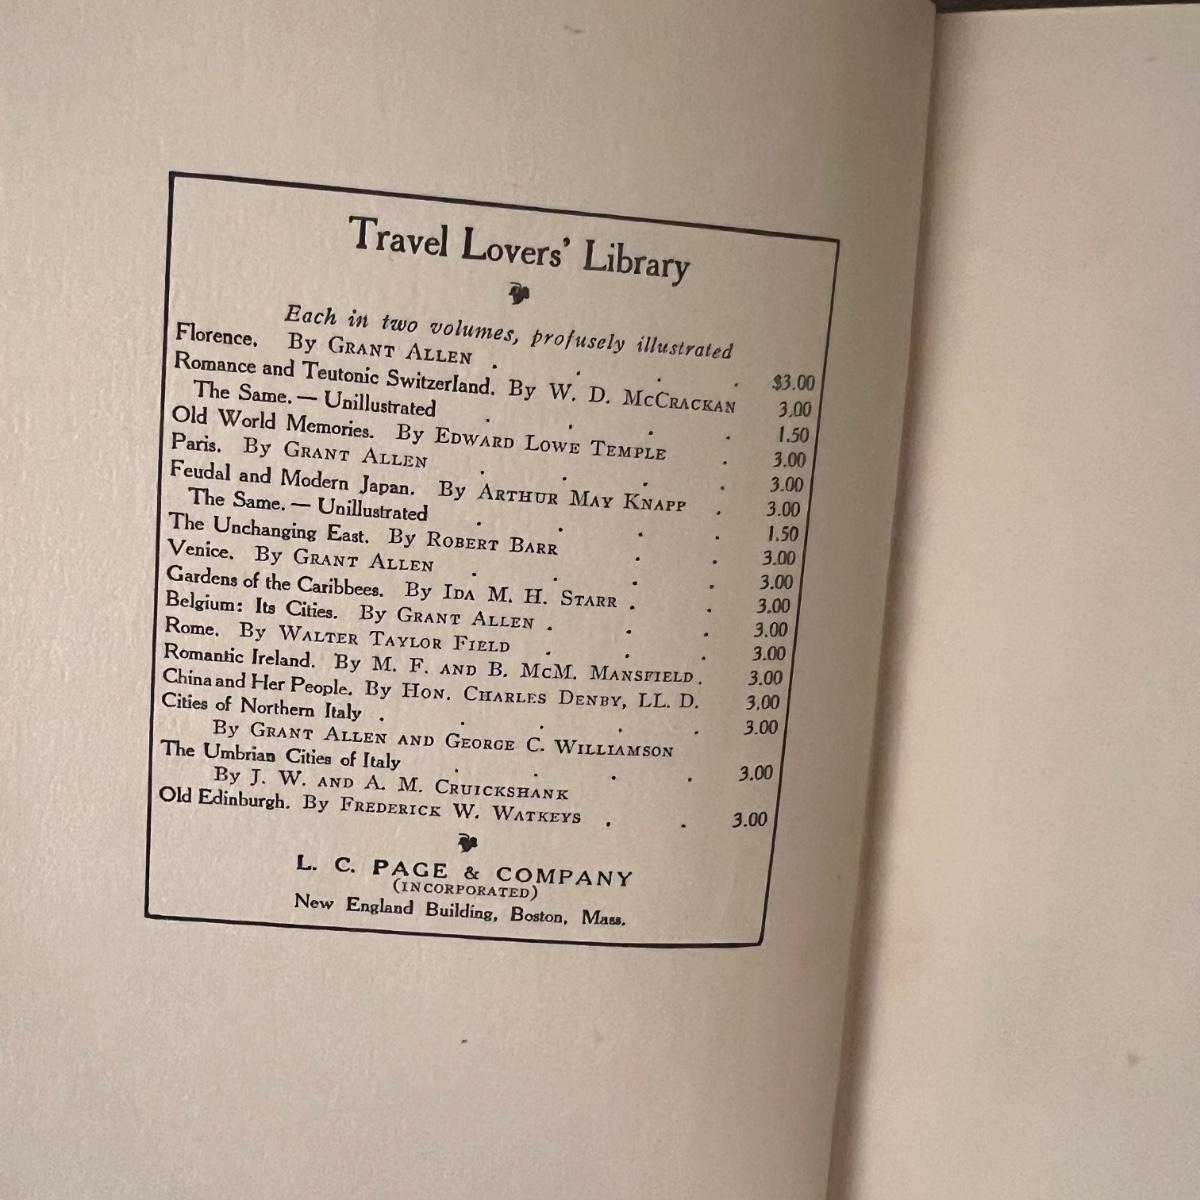 Travel Lovers' Library
Each in two volumes, profusely illustrated
Florence. By GRANT ALLEN . . . . $3.00
Romance and Teutonic Switzerland. By W. D. MCCRACKAN 3.00
The Same. — Unillustrated . . . . 1.50
Old World Memories. By EDWARD LOWE TEMPLE . 3.00
Paris. By GRANT ALLEN . . . . 3.00
Feudal and Modern Japan. By ARTHUR MAY KNAPP . 3.00
The Same. — Unillustrated . . . . 1.50
The Unchanging East. By ROBERT BARR . . 3.00
Venice. By GRANT ALLEN . . . . 3.00
Gardens of the Caribbees. By IDA M. H. STARR . . 3.00
Belgium: Its Cities. By GRANT ALLEN . . . 3.00
Rome. By WALTER TAYLOR FIELD . . . 3.00
Romantic Ireland. By M. F. AND B. MCM. MANSFIELD . 3.00
China and Her People. By HON. CHARLES DENBY, LL. D. 3.00
Cities of Northern Italy . . . . . 3.00
By GRANT ALLEN AND GEORGE C. WILLIAMSON
The Umbrian Cities of Italy . . . . 3.00
By J. W. AND A. M. CRUICKSHANK
Old Edinburgh. By FREDERICK W. WATKEYS . . 3.00
L. C. PAGE & COMPANY
(INCORPORATED)
New England Building, Boston, Mass.